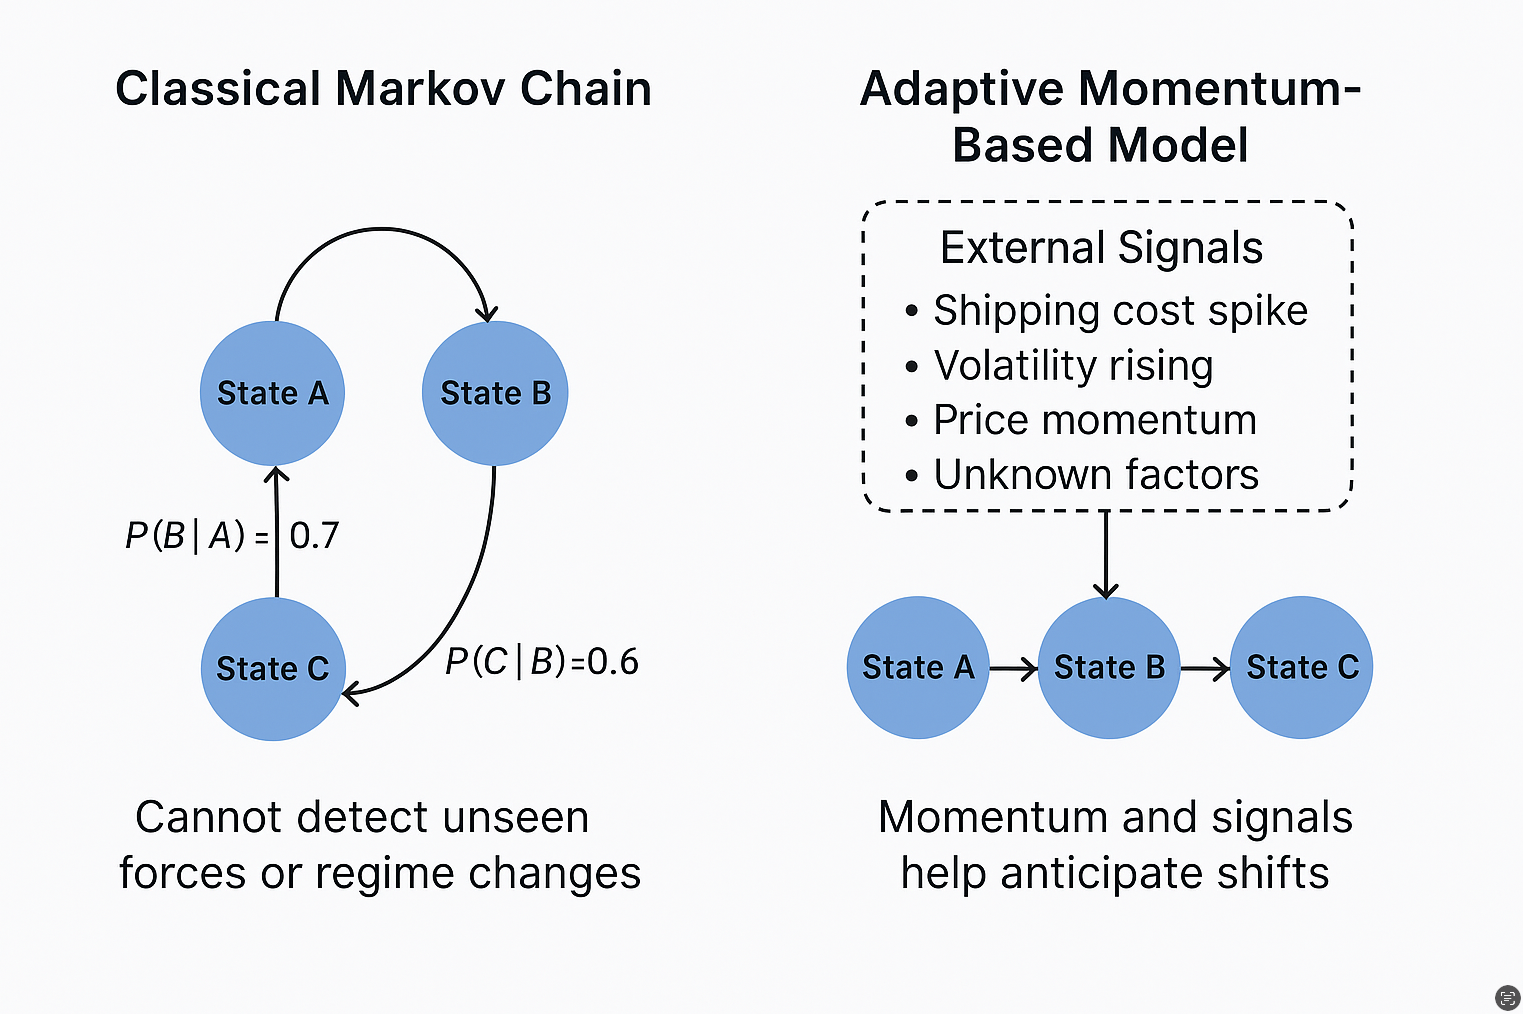 Classical Markov Chain
State A
State B
P(B|A) = 0.7
State C
P(C|B)=0.6
Cannot detect unseen
forces or regime changes
Adaptive Momentum-
Based Model
External Signals
• Shipping cost spike
• Volatility rising
• Price momentum
• Unknown factors
State A
State B
State C
Momentum and signals
help anticipate shifts